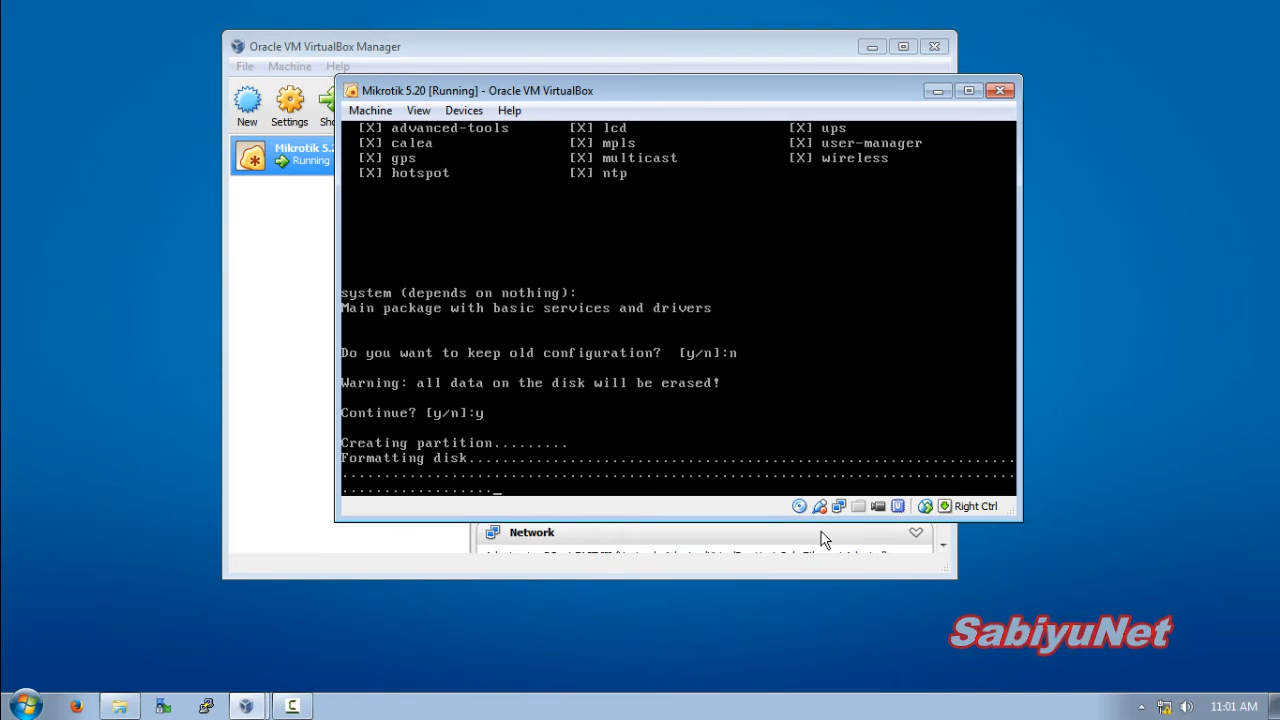 Oracle VM VirtualBox Manager
File Machine Help
New Settings
Mikrotik 5.20 [Running] - Oracle VM VirtualBox
Machine View Devices Help
Mikrotik 5.2
Running
[X] advanced-tools [X] lcd [X] ups
[X] calea [X] mpls [X] user-manager
[X] gps [X] multicast [X] wireless
[X] hotspot [X] ntp
system (depends on nothing):
Main package with basic services and drivers
Do you want to keep old configuration? [y/n]:n
Warning: all data on the disk will be erased!
Continue? [y/n]:y
Creating partition.........
Formatting disk.................................................................
................................................................................
.................._
Right Ctrl
Network
SabiyuNet
11:01 AM